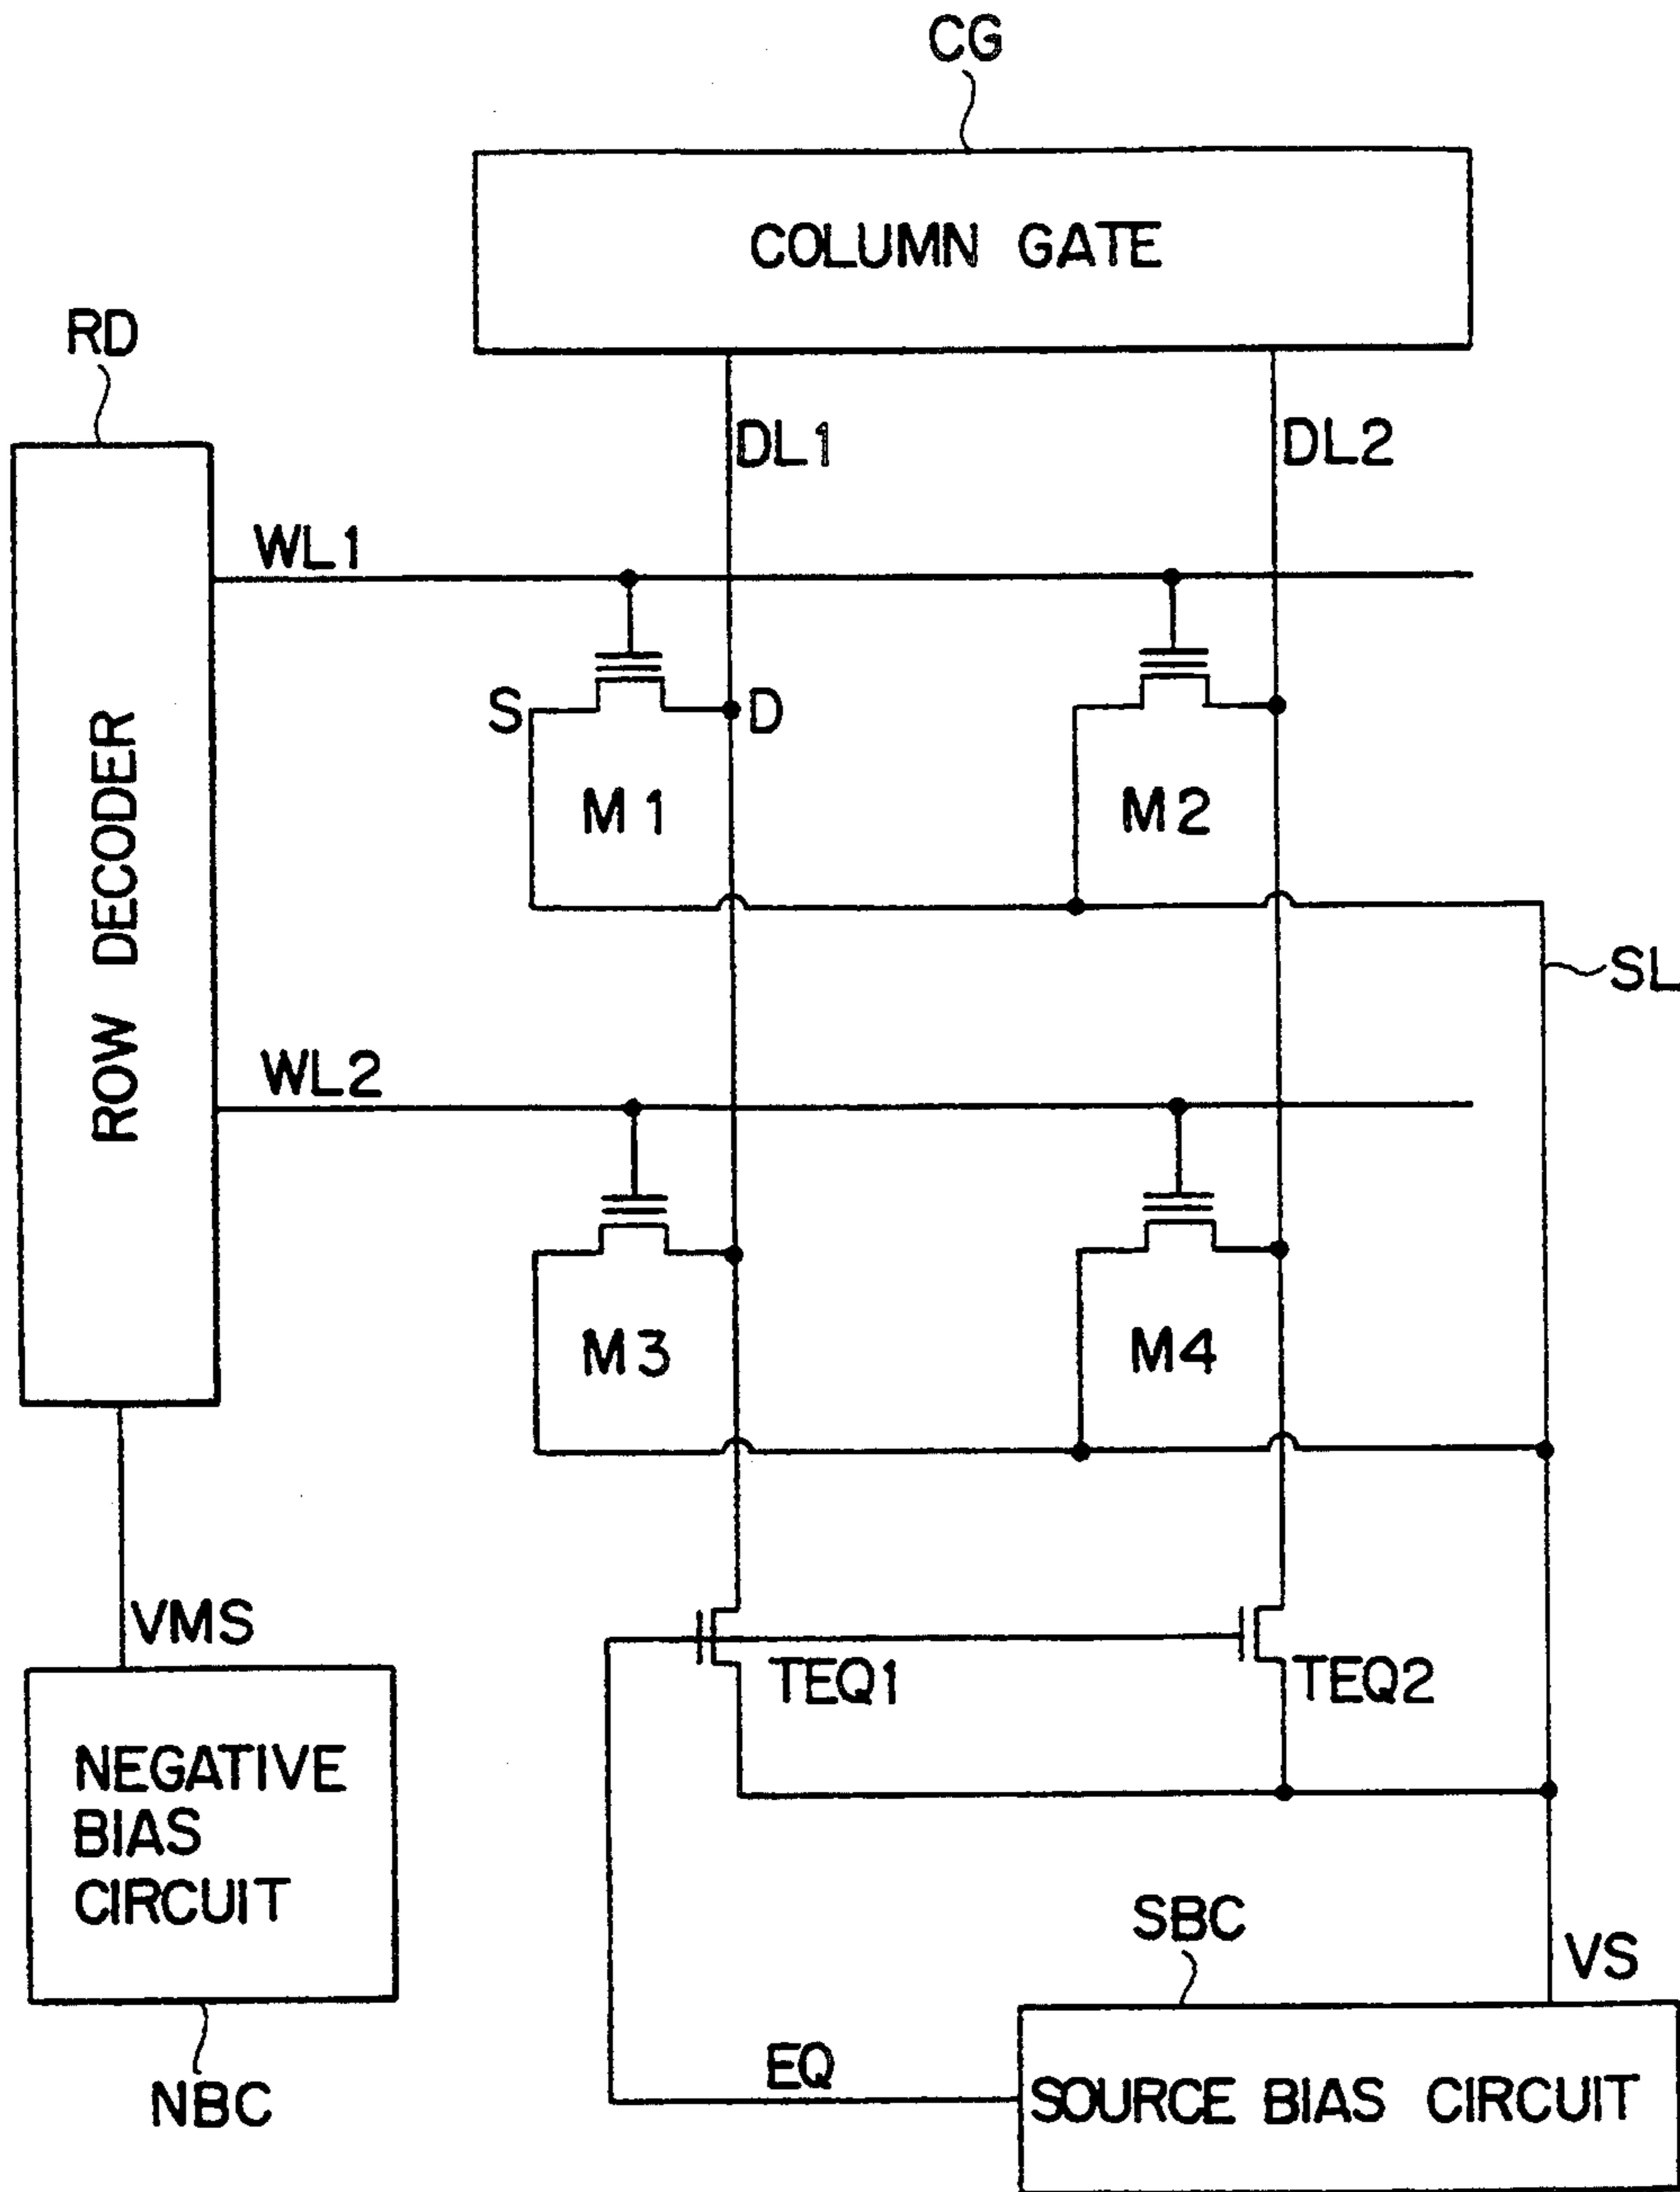 CG
COLUMN GATE
RD
DL1
DL2
WL1
ROW DECODER
S
D
M1
M2
SL
WL2
M3
M4
VMS
TEQ1
TEQ2
NEGATIVE
BIAS
CIRCUIT
SBC
VS
EQ
NBC
SOURCE BIAS CIRCUIT